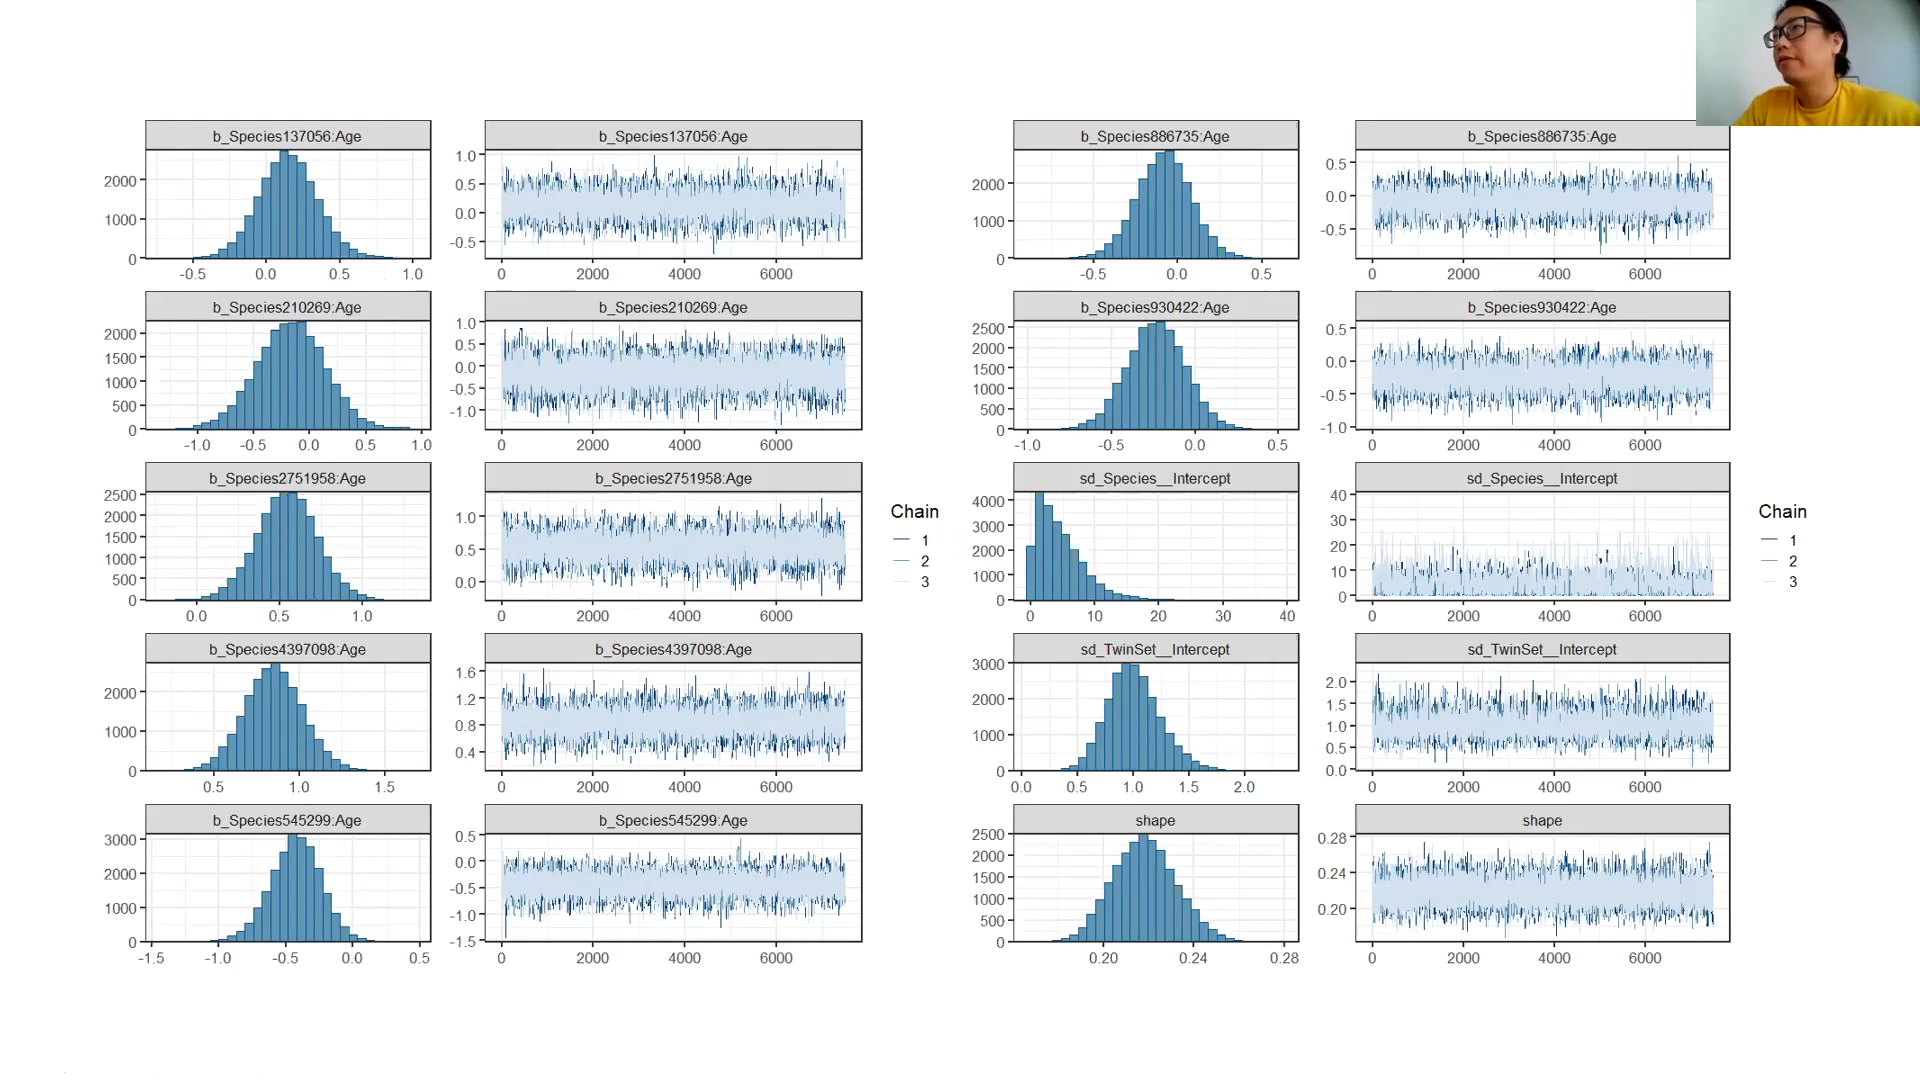 b_Species137056:Age
2000
1000
0
-0.5 0.0 0.5 1.0
b_Species137056:Age
1.0
0.5
0.0
-0.5
0 2000 4000 6000
b_Species210269:Age
2000
1500
1000
500
0
-1.0 -0.5 0.0 0.5 1.0
b_Species210269:Age
1.0
0.5
0.0
-0.5
-1.0
0 2000 4000 6000
b_Species2751958:Age
2500
2000
1500
1000
500
0
0.0 0.5 1.0
b_Species2751958:Age
1.0
0.5
0.0
0 2000 4000 6000
b_Species4397098:Age
2000
1000
0
0.5 1.0 1.5
b_Species4397098:Age
1.6
1.2
0.8
0.4
0 2000 4000 6000
b_Species545299:Age
3000
2000
1000
0
-1.5 -1.0 -0.5 0.0 0.5
b_Species545299:Age
0.5
0.0
-0.5
-1.0
-1.5
0 2000 4000 6000
Chain
1
2
3
b_Species886735:Age
2000
1000
0
-0.5 0.0 0.5
b_Species886735:Age
0.5
0.0
-0.5
0 2000 4000 6000
b_Species930422:Age
2500
2000
1500
1000
500
0
-1.0 -0.5 0.0 0.5
b_Species930422:Age
0.5
0.0
-0.5
-1.0
0 2000 4000 6000
sd_Species__Intercept
4000
3000
2000
1000
0
0 10 20 30 40
sd_Species__Intercept
40
30
20
10
0
0 2000 4000 6000
sd_TwinSet__Intercept
3000
2000
1000
0
0.0 0.5 1.0 1.5 2.0
sd_TwinSet__Intercept
2.0
1.5
1.0
0.5
0.0
0 2000 4000 6000
shape
2500
2000
1500
1000
500
0
0.20 0.24 0.28
shape
0.28
0.24
0.20
0 2000 4000 6000
Chain
1
2
3